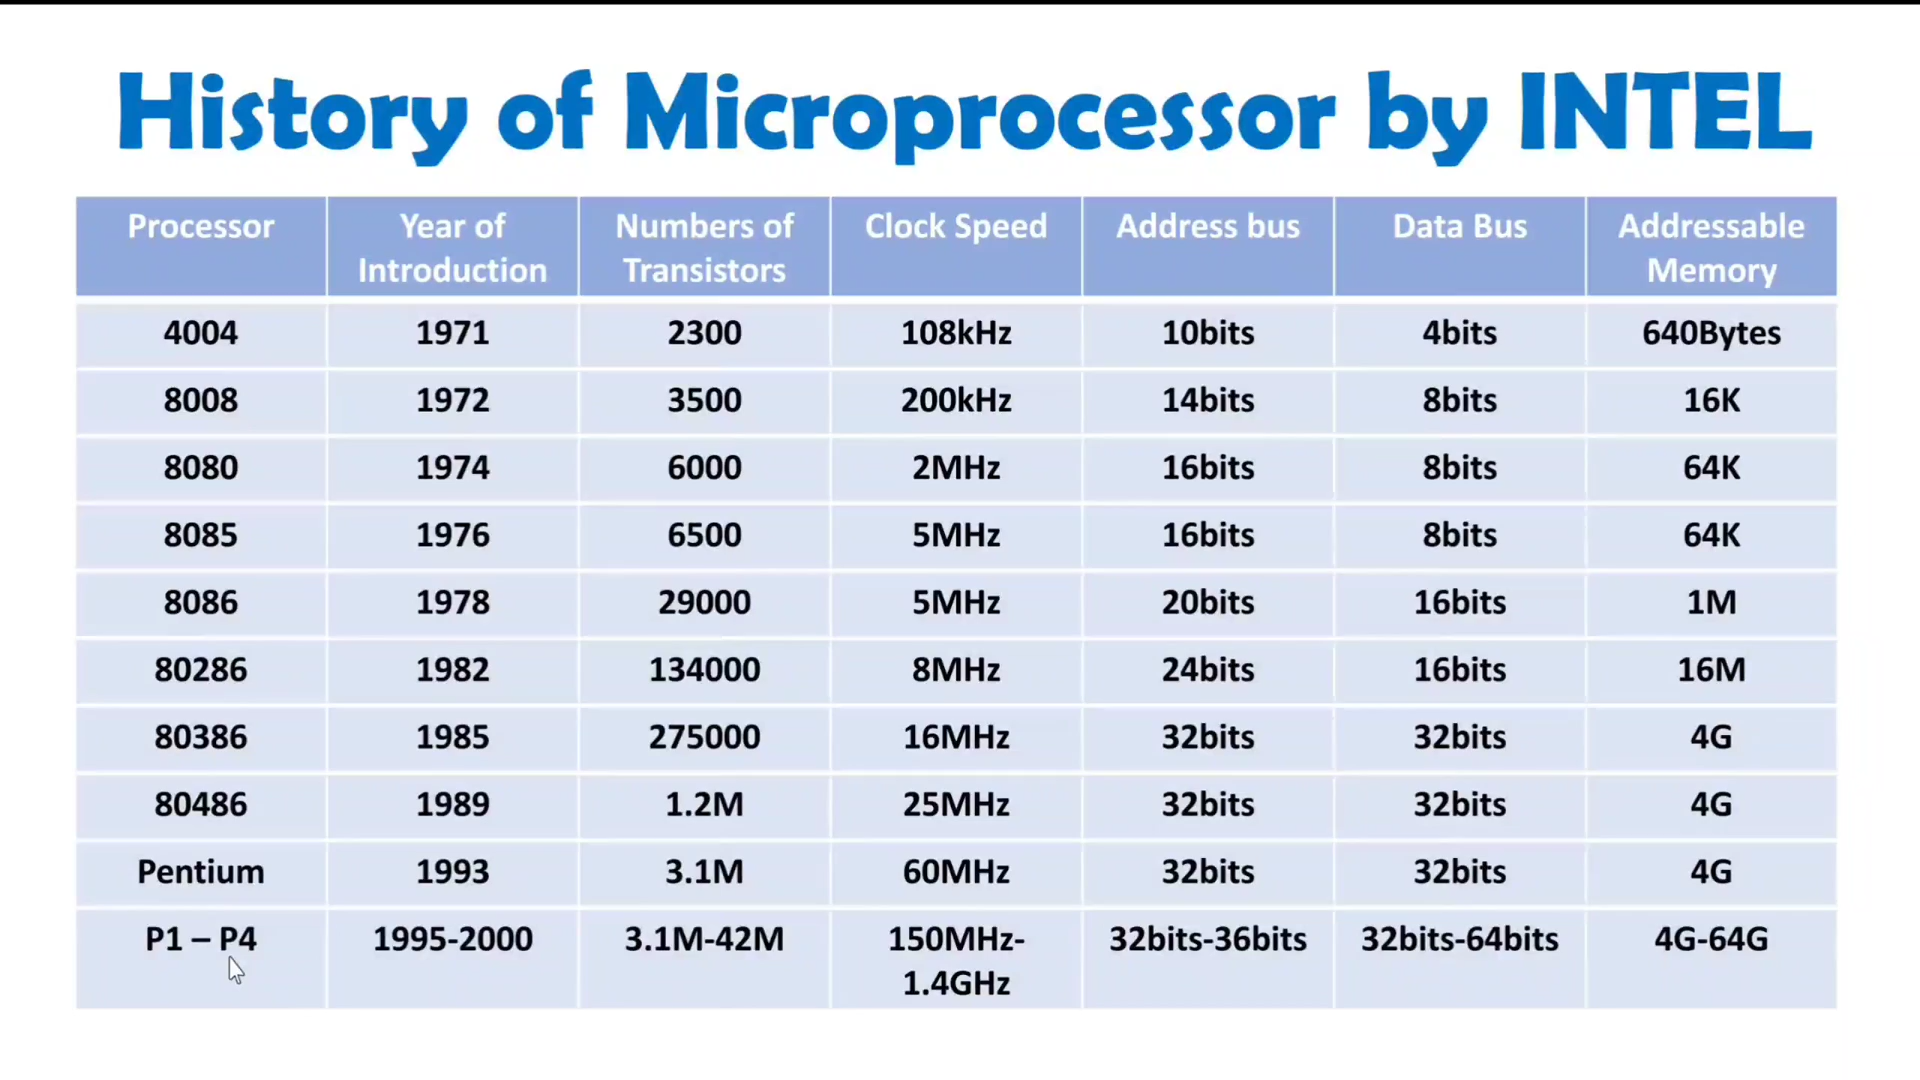 History of Microprocessor by INTEL
Processor Year of Introduction Numbers of Transistors Clock Speed Address bus Data Bus Addressable Memory
4004 1971 2300 108kHz 10bits 4bits 640Bytes
8008 1972 3500 200kHz 14bits 8bits 16K
8080 1974 6000 2MHz 16bits 8bits 64K
8085 1976 6500 5MHz 16bits 8bits 64K
8086 1978 29000 5MHz 20bits 16bits 1M
80286 1982 134000 8MHz 24bits 16bits 16M
80386 1985 275000 16MHz 32bits 32bits 4G
80486 1989 1.2M 25MHz 32bits 32bits 4G
Pentium 1993 3.1M 60MHz 32bits 32bits 4G
P1 – P4 1995-2000 3.1M-42M 150MHz-1.4GHz 32bits-36bits 32bits-64bits 4G-64G